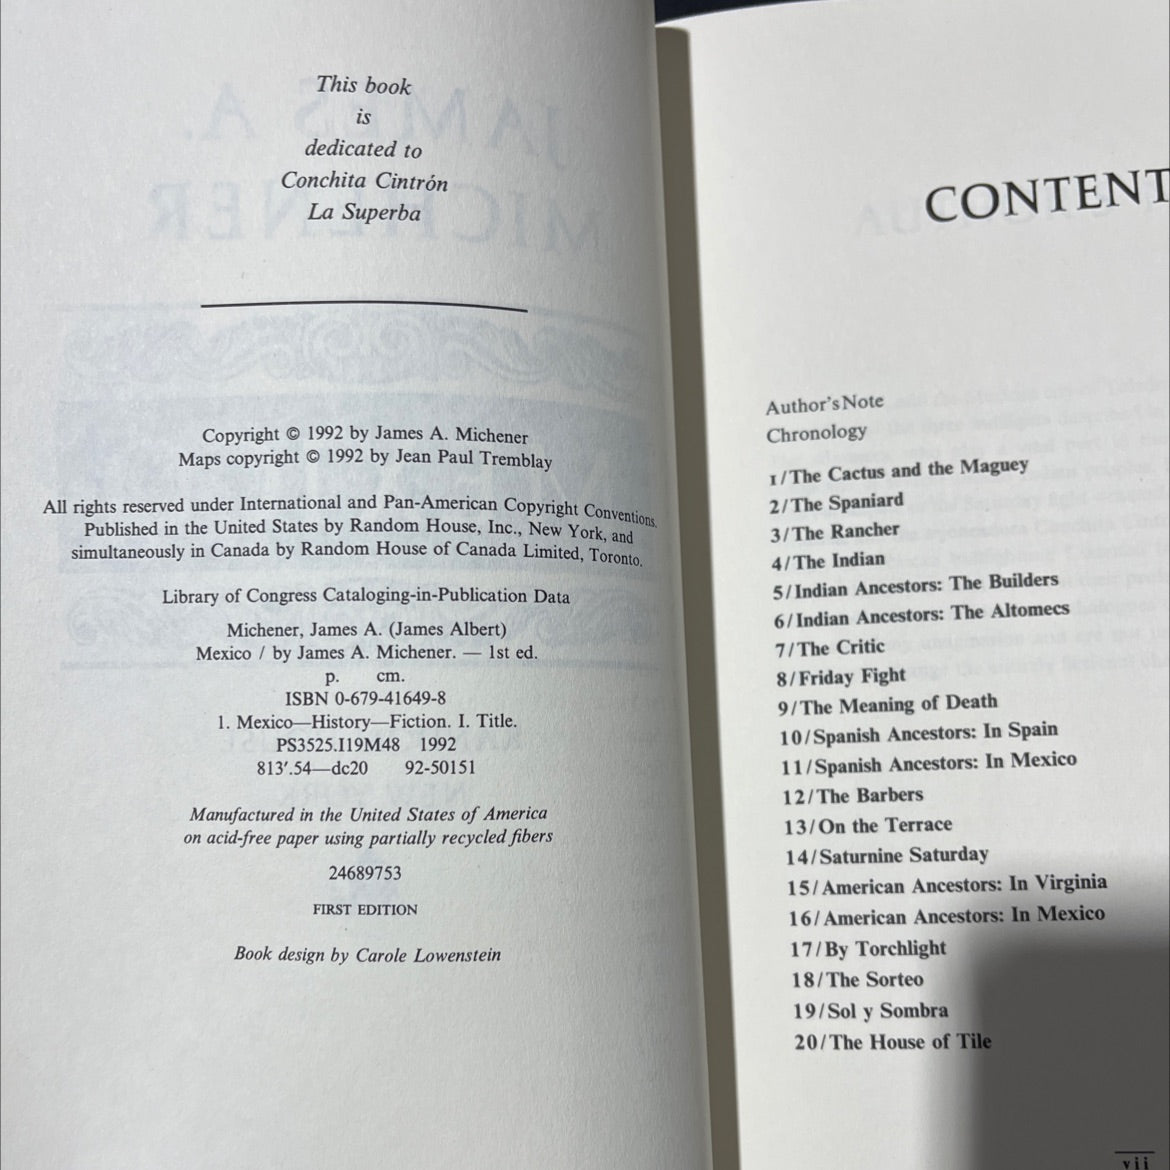 This book
is
dedicated to
Conchita Cintrón
La Superba
Copyright © 1992 by James A. Michener
Maps copyright © 1992 by Jean Paul Tremblay
All rights reserved under International and Pan-American Copyright Conventions.
Published in the United States by Random House, Inc., New York, and
simultaneously in Canada by Random House of Canada Limited, Toronto.
Library of Congress Cataloging-in-Publication Data
Michener, James A. (James Albert)
Mexico / by James A. Michener. — 1st ed.
p. cm.
ISBN 0-679-41649-8
1. Mexico—History—Fiction. I. Title.
PS3525.I19M48 1992
813′.54—dc20 92-50151
Manufactured in the United States of America
on acid-free paper using partially recycled fibers
24689753
FIRST EDITION
Book design by Carole Lowenstein
CONTENT
Author's Note
Chronology
1/The Cactus and the Maguey
2/The Spaniard
3/The Rancher
4/The Indian
5/Indian Ancestors: The Builders
6/Indian Ancestors: The Altomecs
7/The Critic
8/Friday Fight
9/The Meaning of Death
10/Spanish Ancestors: In Spain
11/Spanish Ancestors: In Mexico
12/The Barbers
13/On the Terrace
14/Saturnine Saturday
15/American Ancestors: In Virginia
16/American Ancestors: In Mexico
17/By Torchlight
18/The Sorteo
19/Sol y Sombra
20/The House of Tile
vii